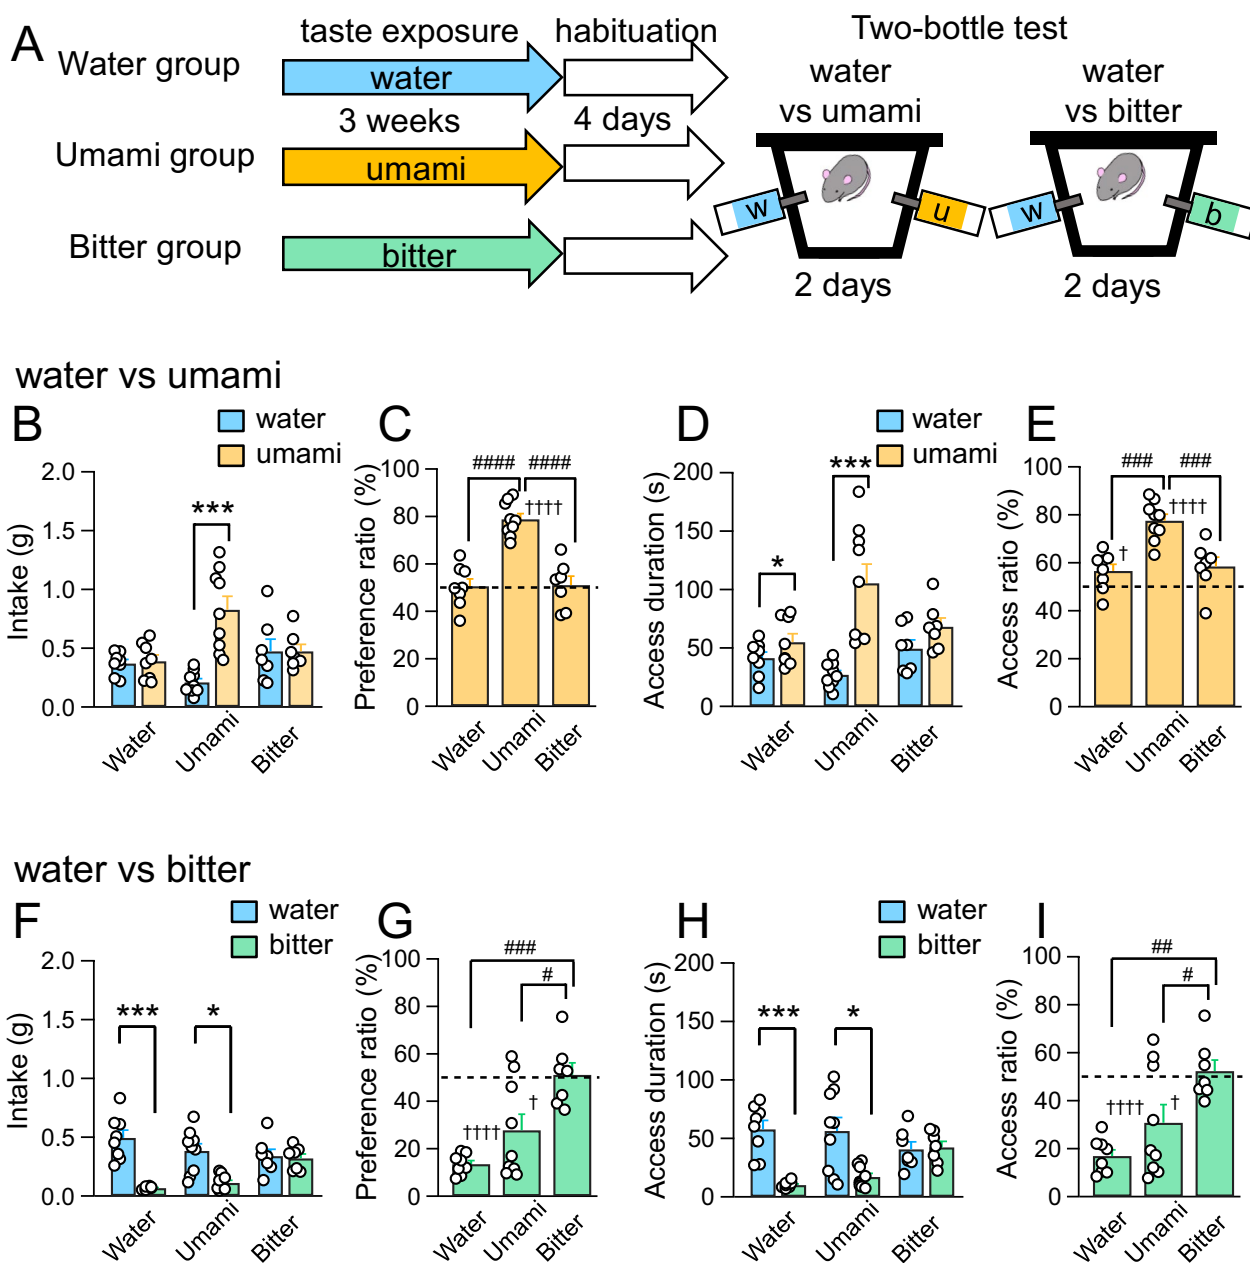 A
taste exposure
habituation
Two-bottle test
Water group
water
water
vs umami
water
vs bitter
3 weeks
4 days
Umami group
umami
w
u
w
b
Bitter group
bitter
2 days
2 days
water vs umami
B
water
umami
Intake (g)
2.0
1.5
1.0
0.5
0.0
***
Water
Umami
Bitter
C
Preference ratio (%)
100
80
60
40
20
0
####
####
††††
Water
Umami
Bitter
D
water
umami
Access duration (s)
200
150
100
50
0
*
***
Water
Umami
Bitter
E
Access ratio (%)
100
80
60
40
20
0
###
###
†
††††
Water
Umami
Bitter
water vs bitter
F
water
bitter
Intake (g)
2.0
1.5
1.0
0.5
0.0
***
*
Water
Umami
Bitter
G
Preference ratio (%)
100
80
60
40
20
0
###
#
††††
†
Water
Umami
Bitter
H
water
bitter
Access duration (s)
200
150
100
50
0
***
*
Water
Umami
Bitter
I
Access ratio (%)
100
80
60
40
20
0
##
#
††††
†
Water
Umami
Bitter